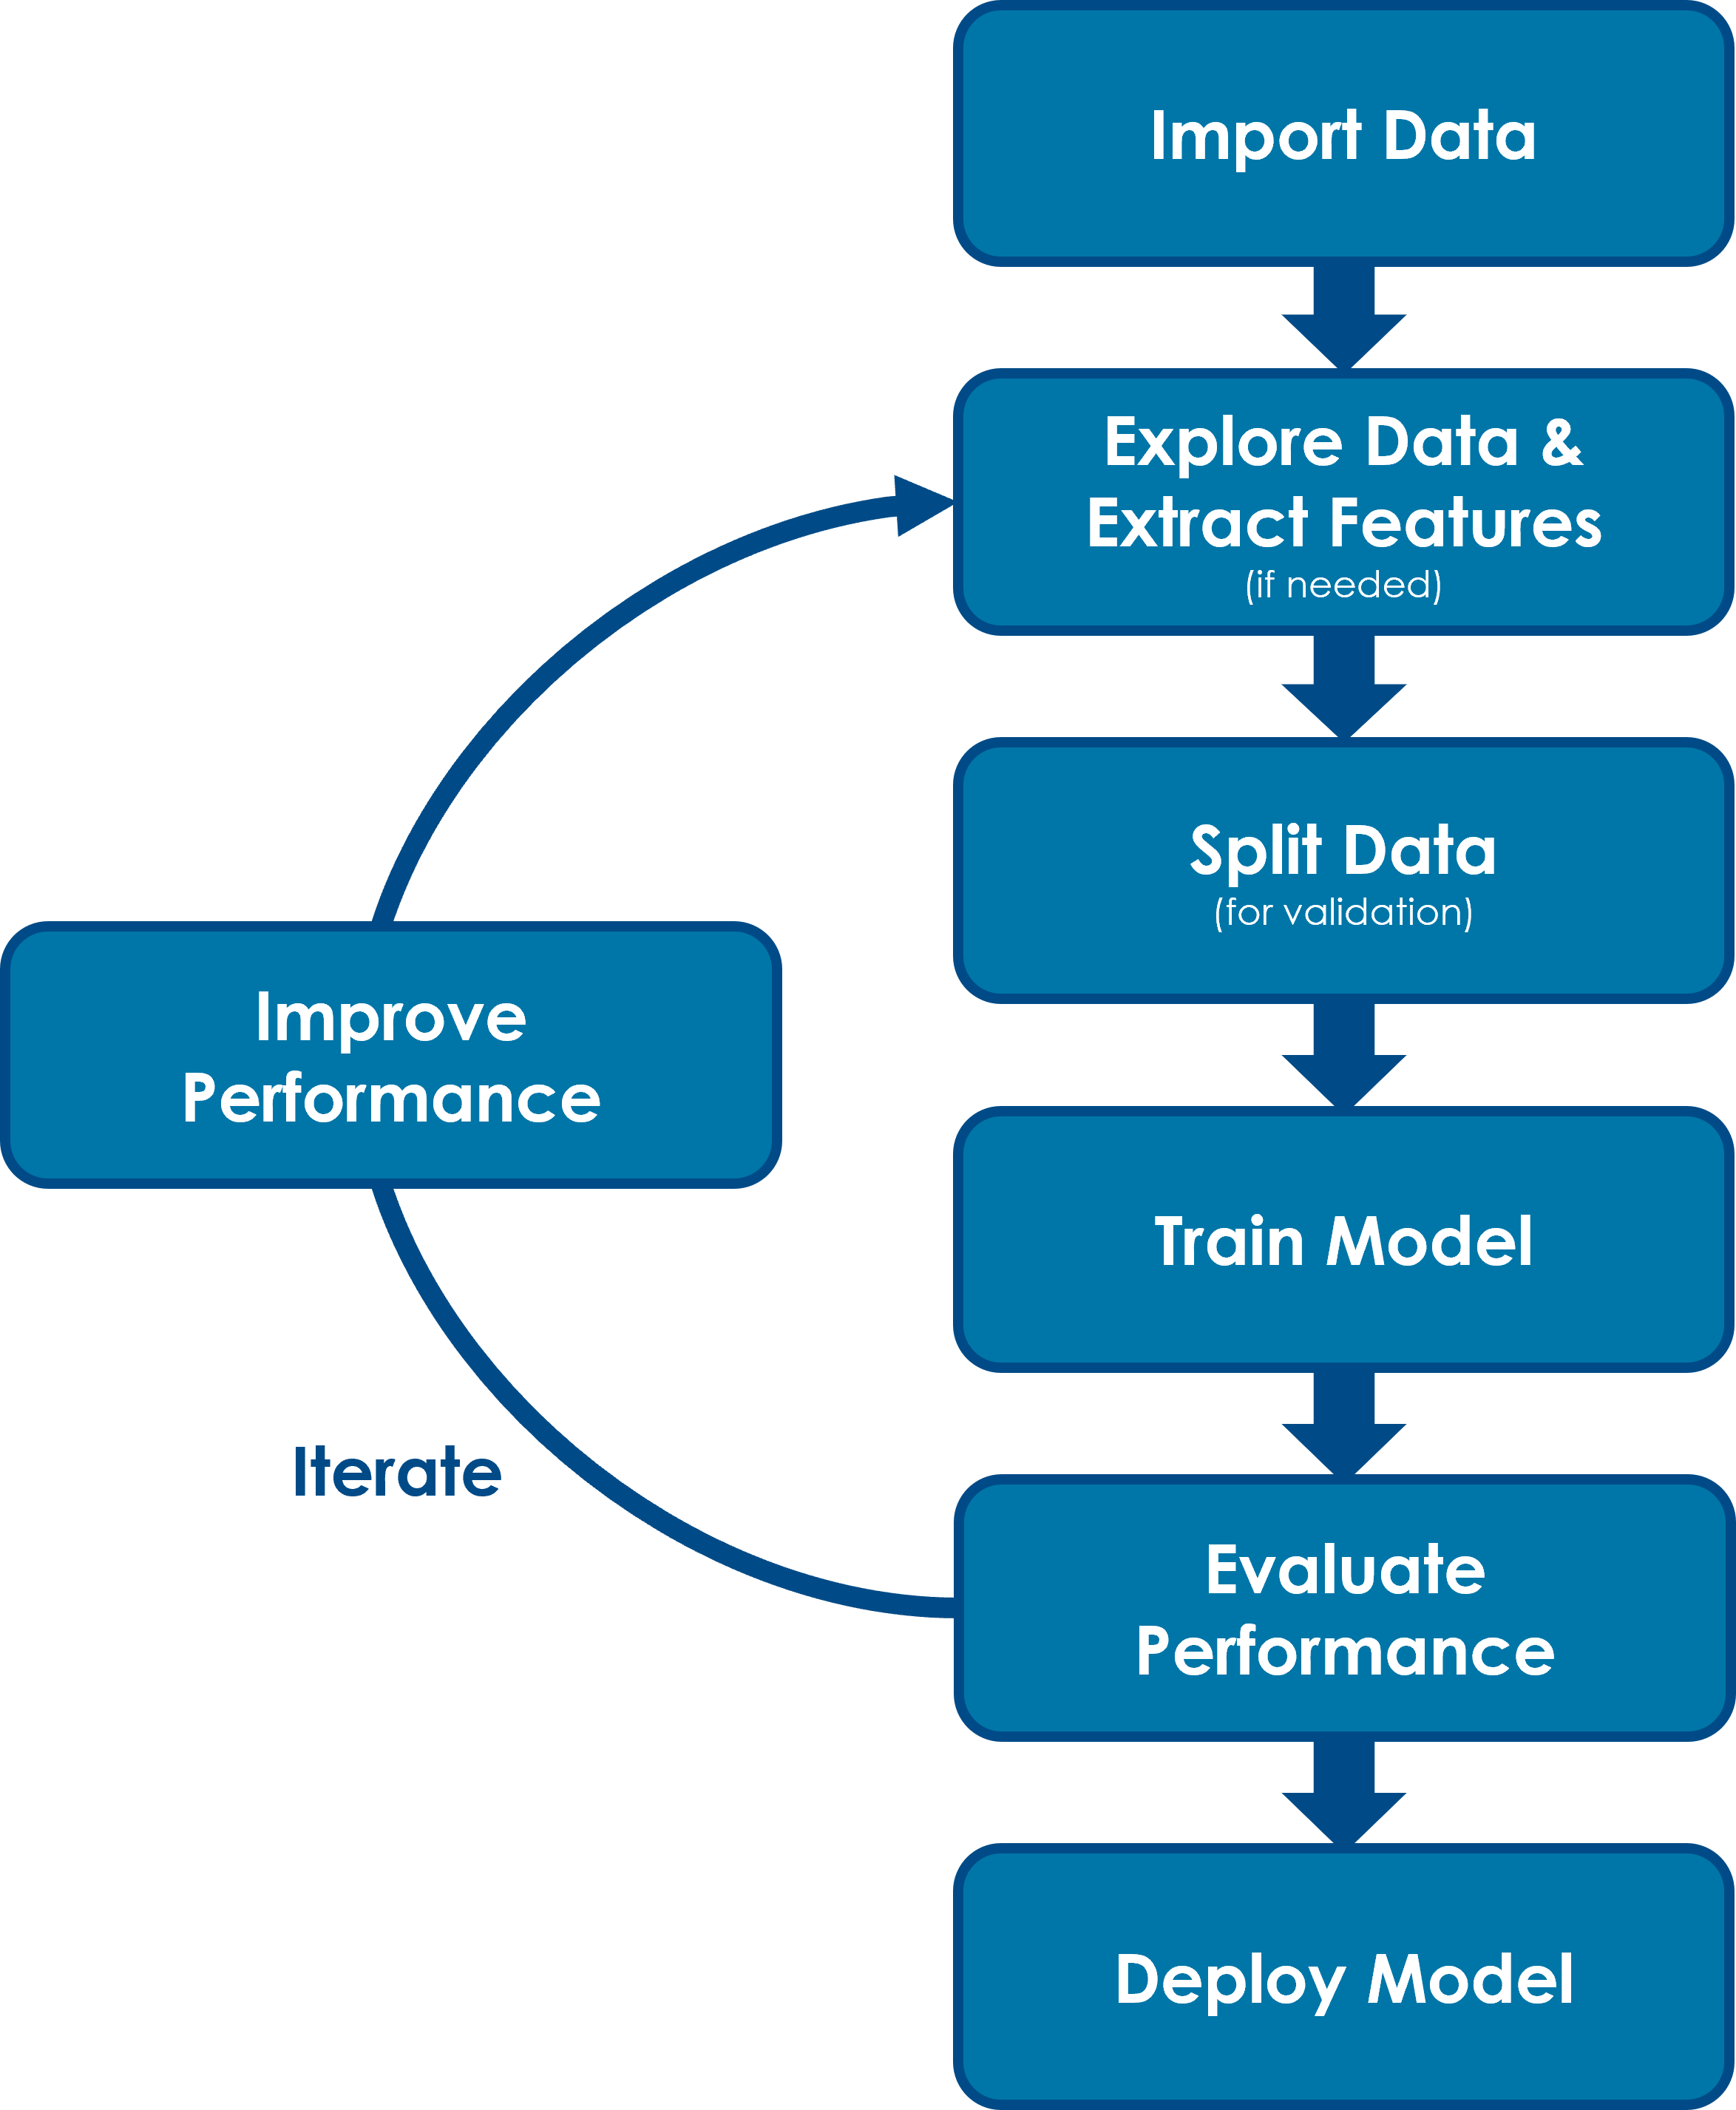 Import Data
Explore Data &
Extract Features
(if needed)
Split Data
(for validation)
Improve
Performance
Train Model
Iterate
Evaluate
Performance
Deploy Model